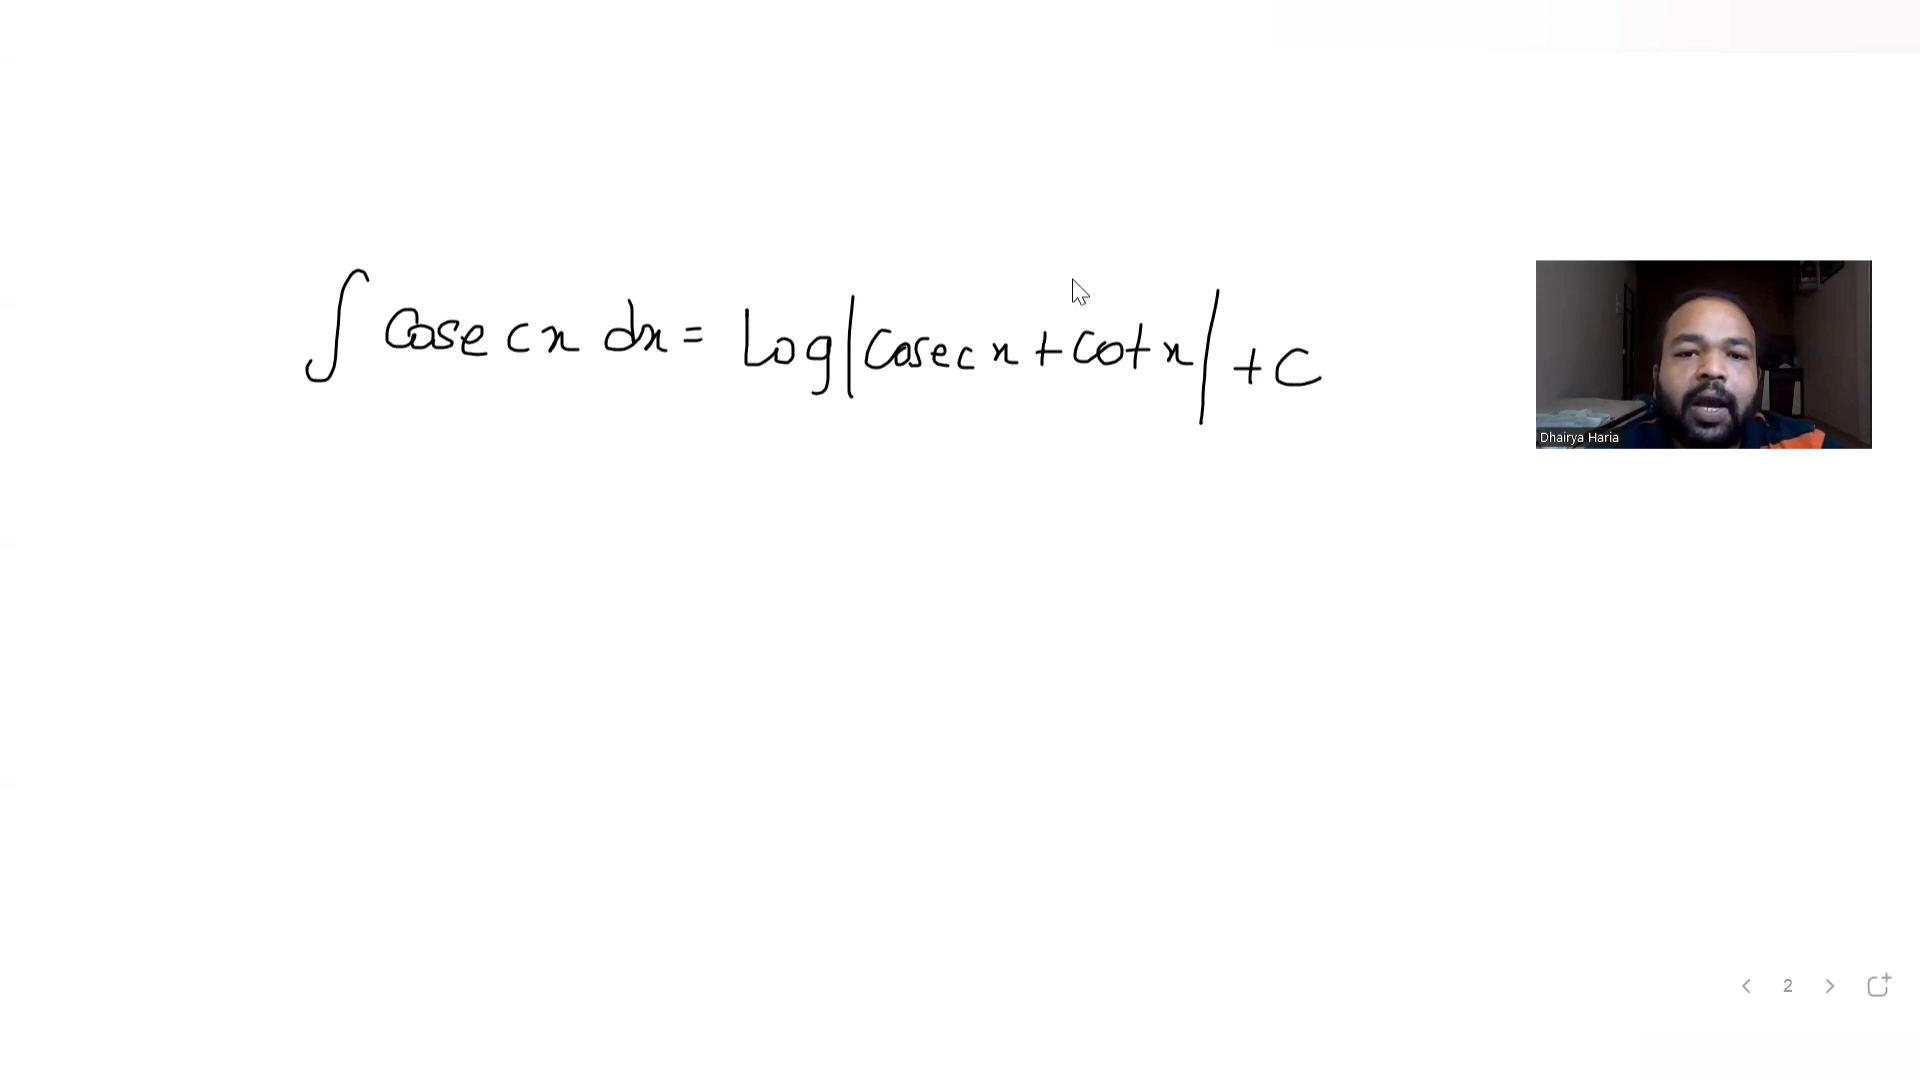 ∫ Cosec x dx = Log|Cosec x + Cot x| + C
Dhairya Haria
2